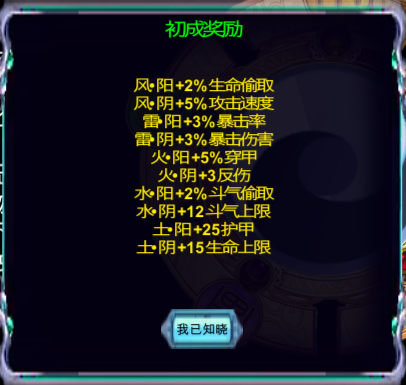 初成奖励
风•阳+2%生命偷取
风•阴+5%攻击速度
雷•阳+3%暴击率
雷•阴+3%暴击伤害
火•阳+5%穿甲
火•阴+3反伤
水•阳+2%斗气偷取
水•阴+12斗气上限
土•阳+25护甲
土•阴+15生命上限
我已知晓